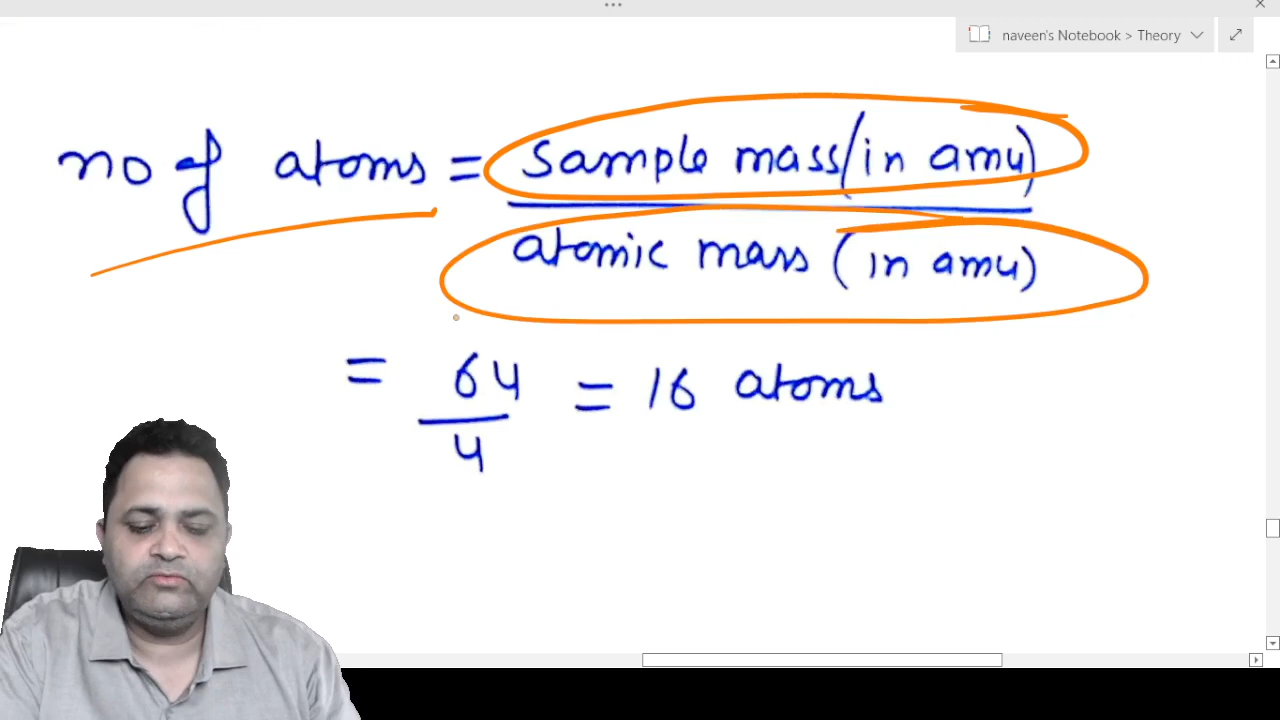 naveen's Notebook > Theory
no of atoms = Sample mass (in amu)
atomic mass (in amu)
= 64 = 16 atoms
4